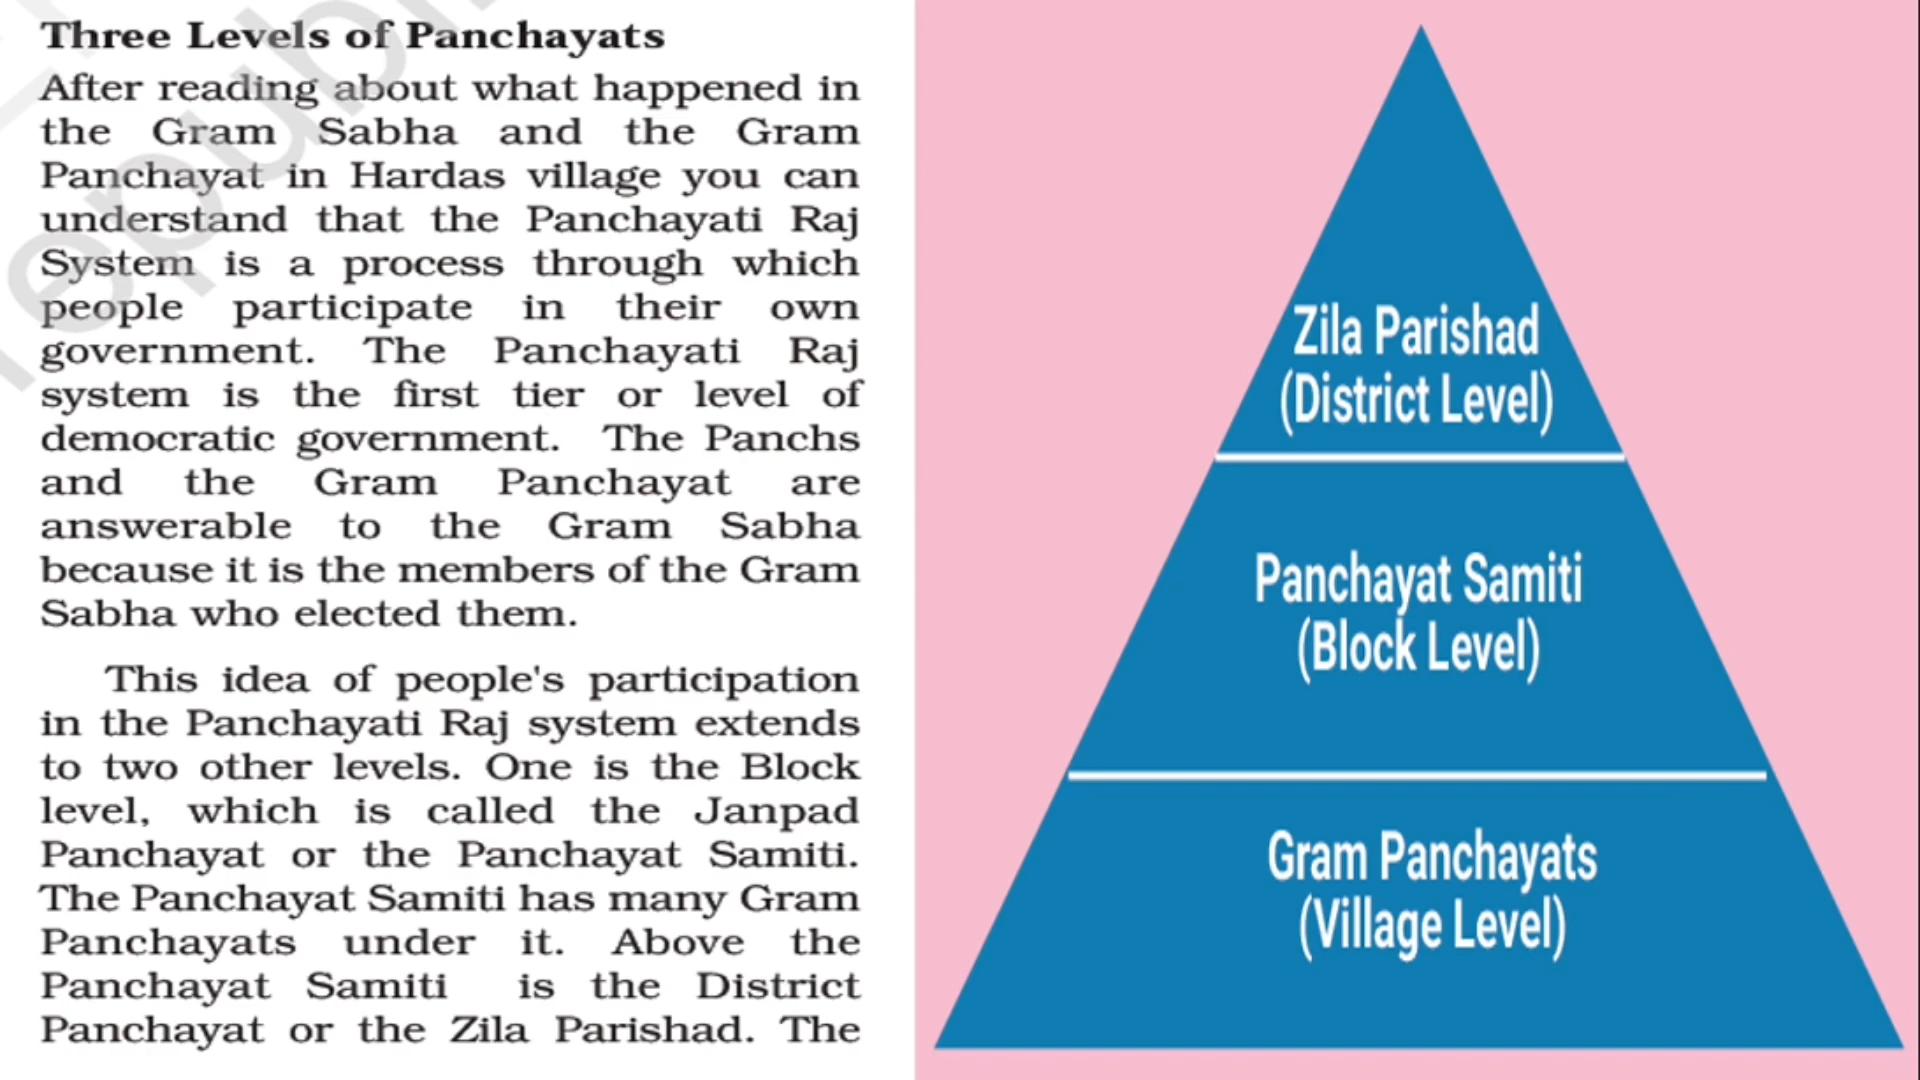 Three Levels of Panchayats
After reading about what happened in
the Gram Sabha and the Gram
Panchayat in Hardas village you can
understand that the Panchayati Raj
System is a process through which
people participate in their own
government. The Panchayati Raj
system is the first tier or level of
democratic government. The Panchs
and the Gram Panchayat are
answerable to the Gram Sabha
because it is the members of the Gram
Sabha who elected them.
This idea of people's participation
in the Panchayati Raj system extends
to two other levels. One is the Block
level, which is called the Janpad
Panchayat or the Panchayat Samiti.
The Panchayat Samiti has many Gram
Panchayats under it. Above the
Panchayat Samiti is the District
Panchayat or the Zila Parishad. The
Zila Parishad
(District Level)
Panchayat Samiti
(Block Level)
Gram Panchayats
(Village Level)